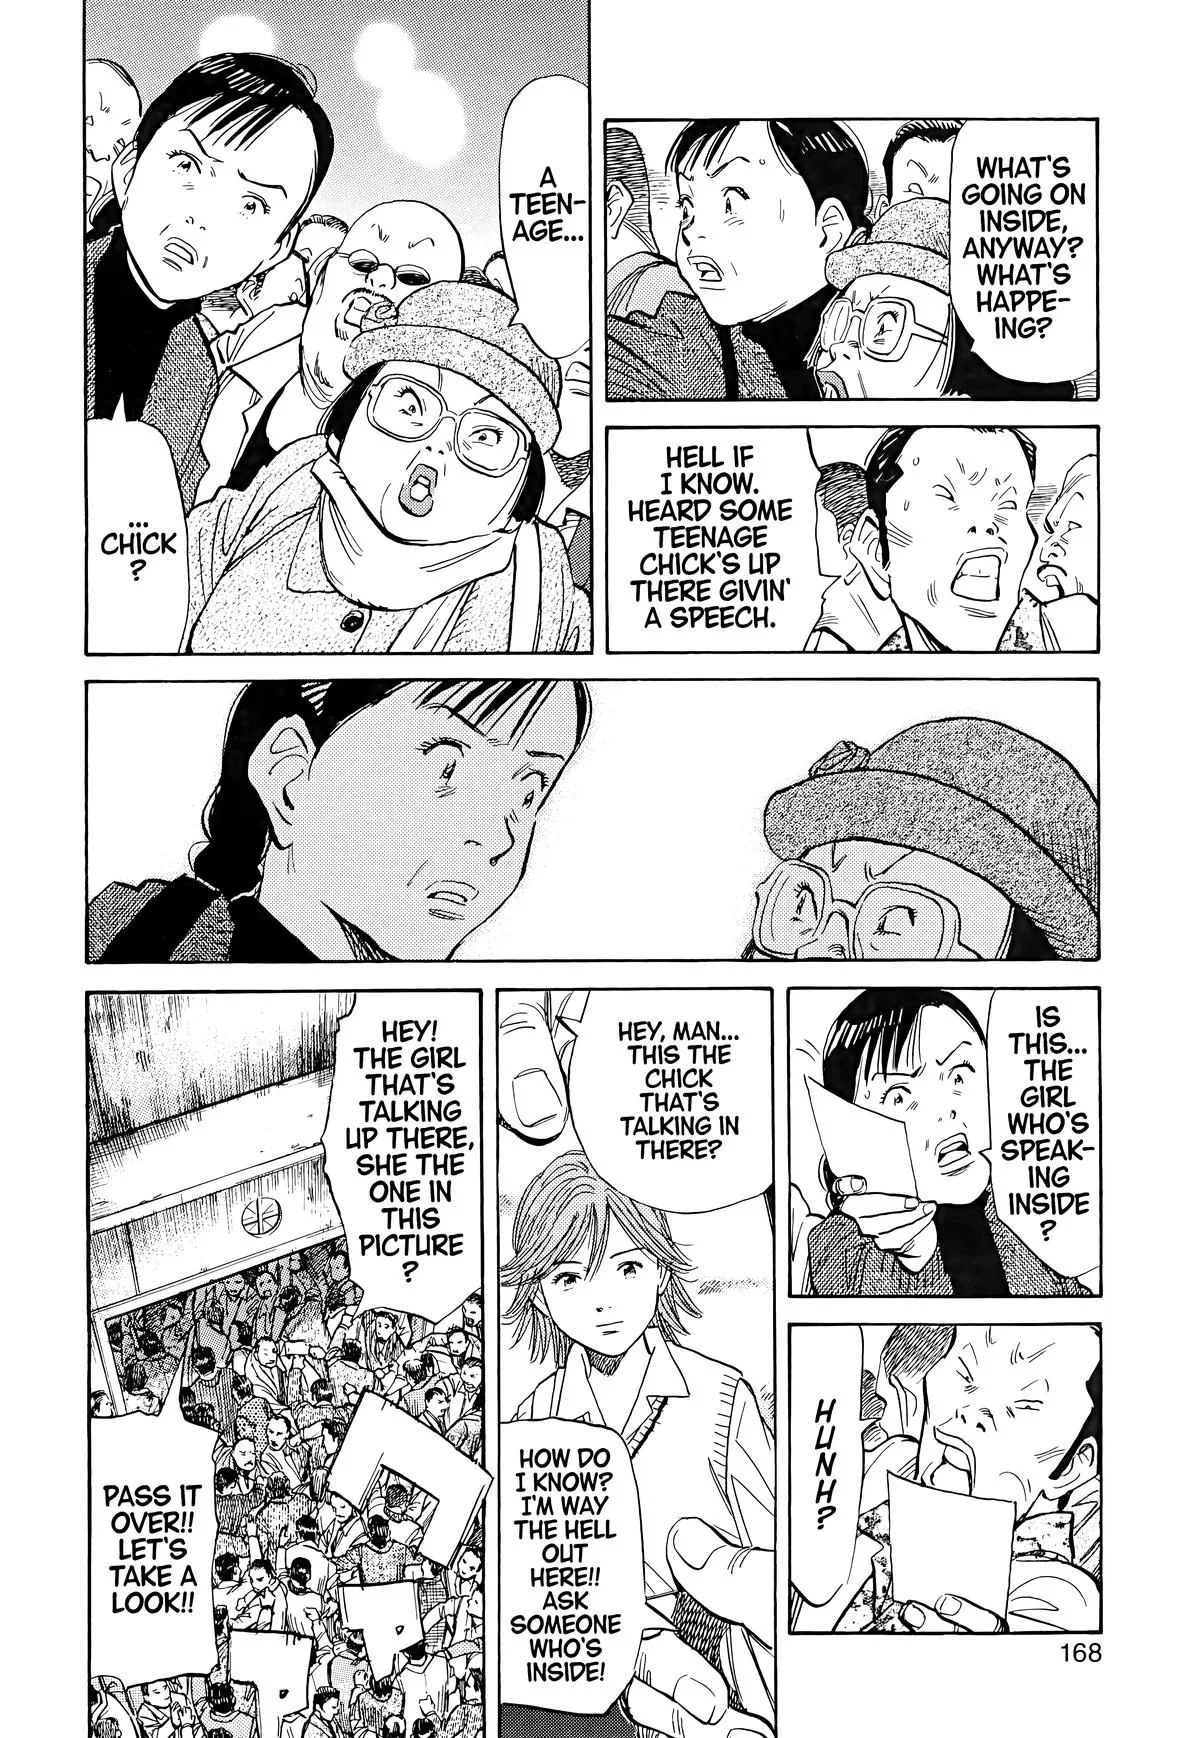 WHAT'S
GOING ON
INSIDE,
ANYWAY?
WHAT'S
HAPPE-
ING?
HELL IF
I KNOW.
HEARD SOME
TEENAGE
CHICK'S UP
THERE GIVIN'
A SPEECH.
A
TEEN-
AGE...
...
CHICK
?
IS
THIS...
THE
GIRL
WHO'S
SPEAK-
ING
INSIDE
?
HUNH?
HEY, MAN...
THIS THE
CHICK
THAT'S
TALKING IN
THERE?
HOW DO
I KNOW?
I'M WAY
THE HELL
OUT
HERE!!
ASK
SOMEONE
WHO'S
INSIDE!
HEY!
THE GIRL
THAT'S
TALKING
UP THERE,
SHE THE
ONE IN
THIS
PICTURE
?
PASS IT
OVER!!
LET'S
TAKE A
LOOK!!
168